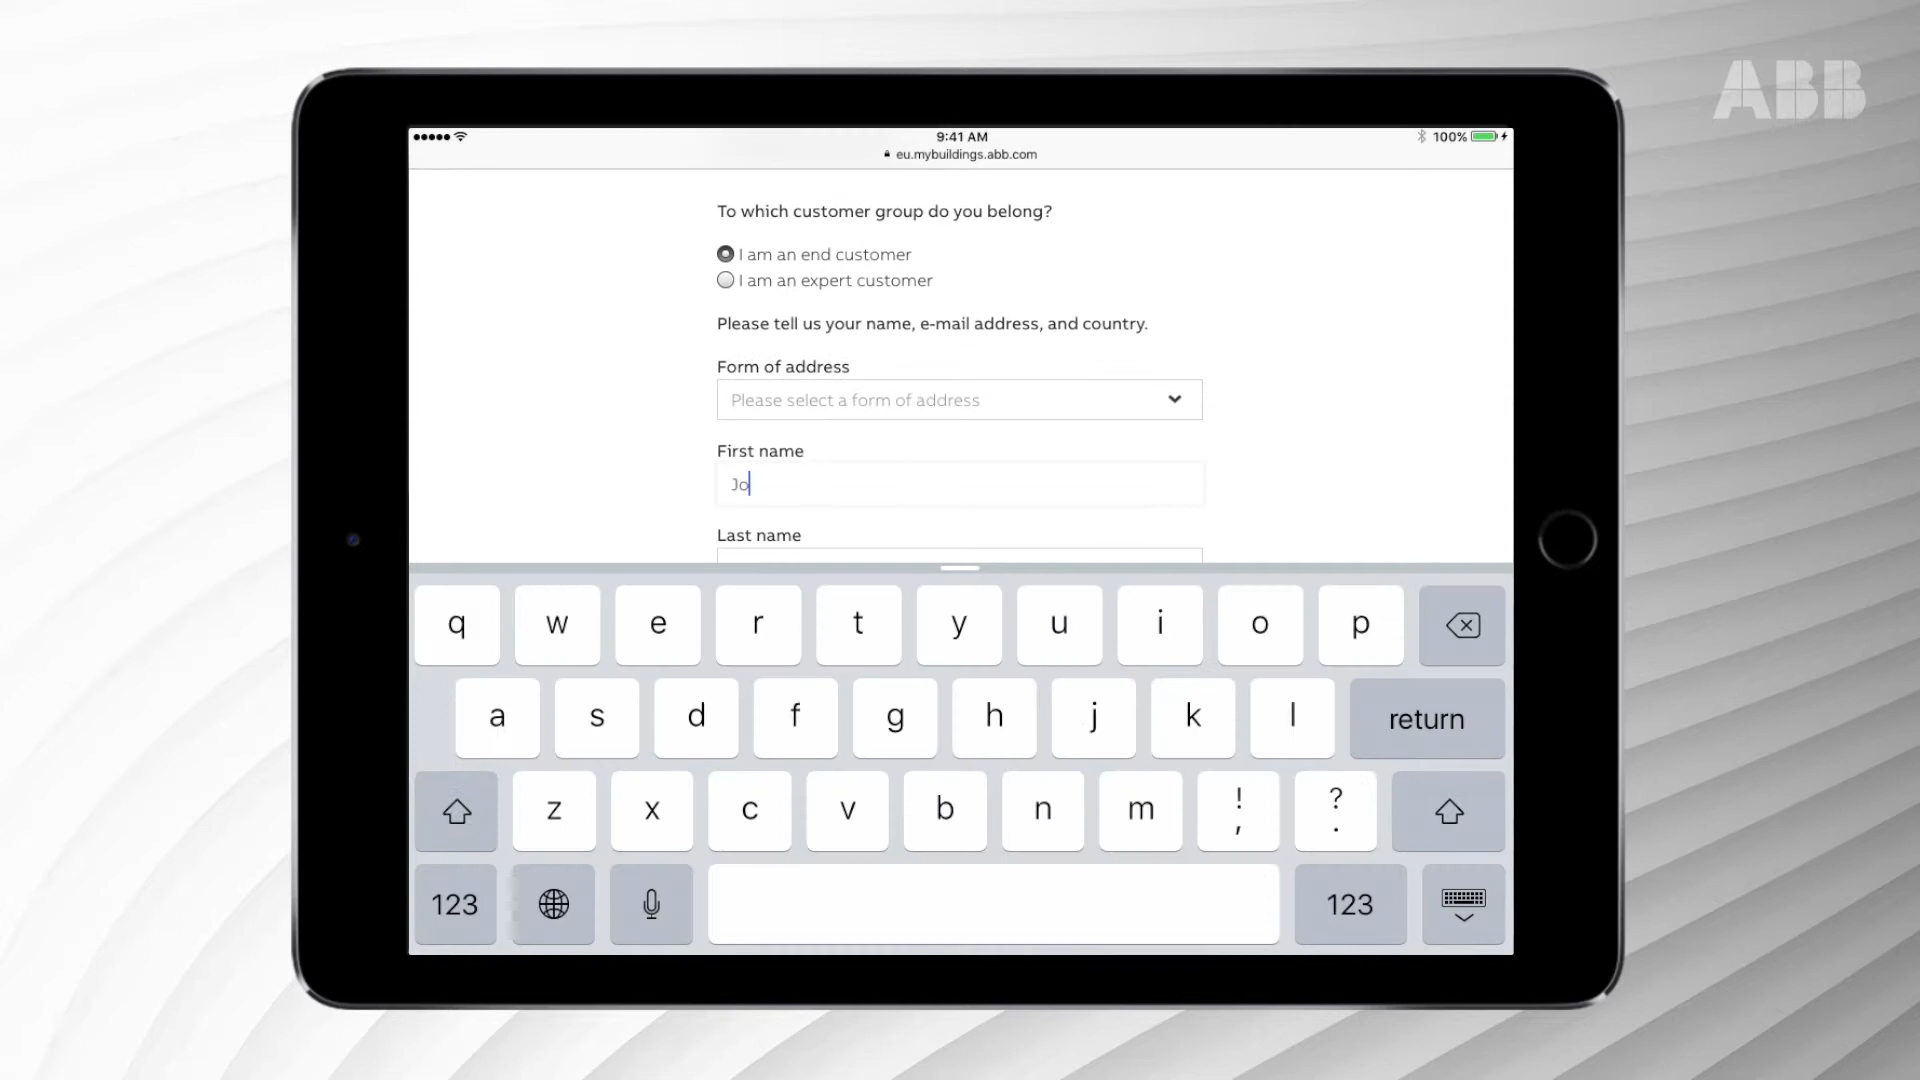 ABB
9:41 AM
100%
eu.mybuildings.abb.com
To which customer group do you belong?
I am an end customer
I am an expert customer
Please tell us your name, e-mail address, and country.
Form of address
Please select a form of address
First name
Jo
Last name
q w e r t y u i o p
a s d f g h j k l return
z x c v b n m ! , ? .
123 123